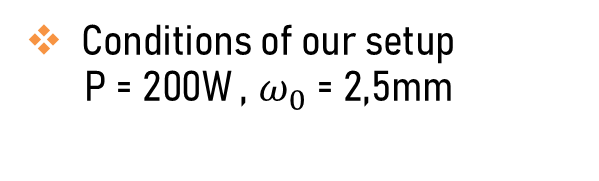 Conditions of our setup
P = 200W , ω₀ = 2,5mm